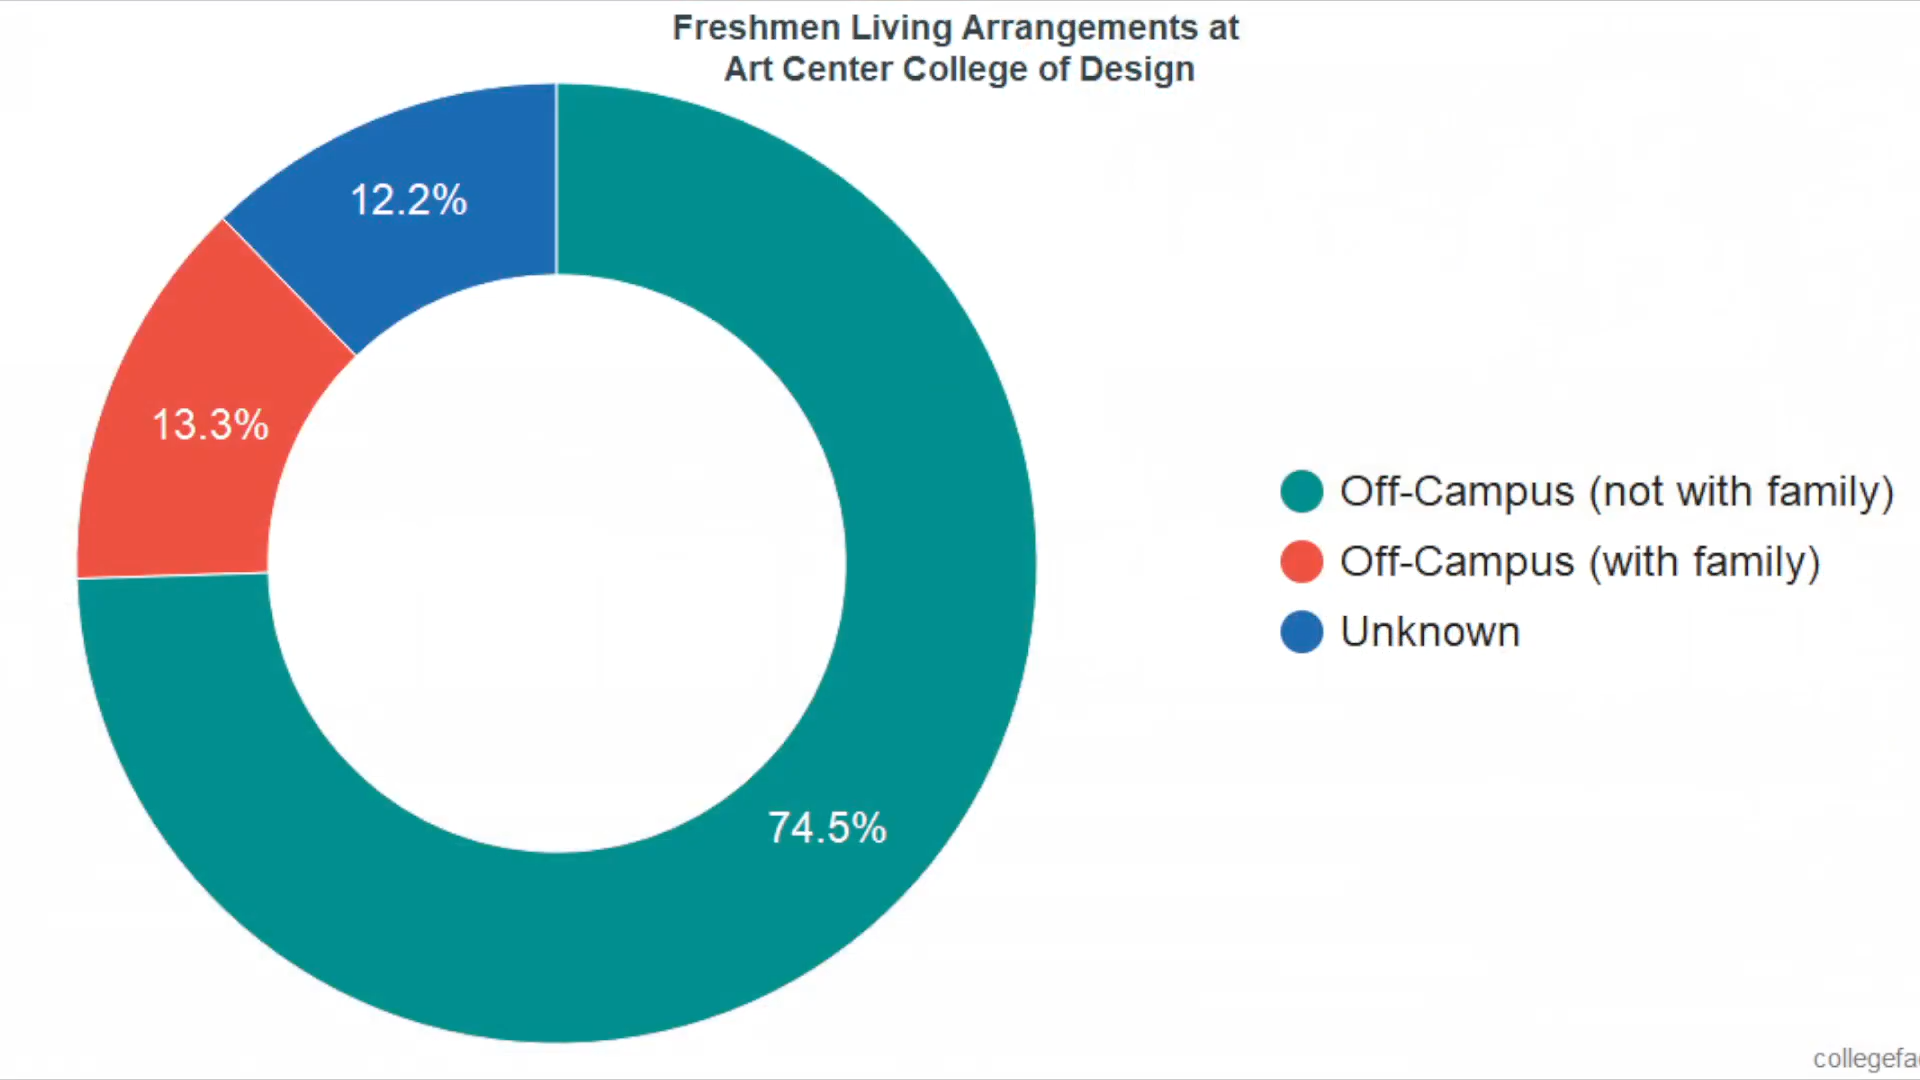 Freshmen Living Arrangements at
Art Center College of Design
12.2%
13.3%
74.5%
Off-Campus (not with family)
Off-Campus (with family)
Unknown
collegefa